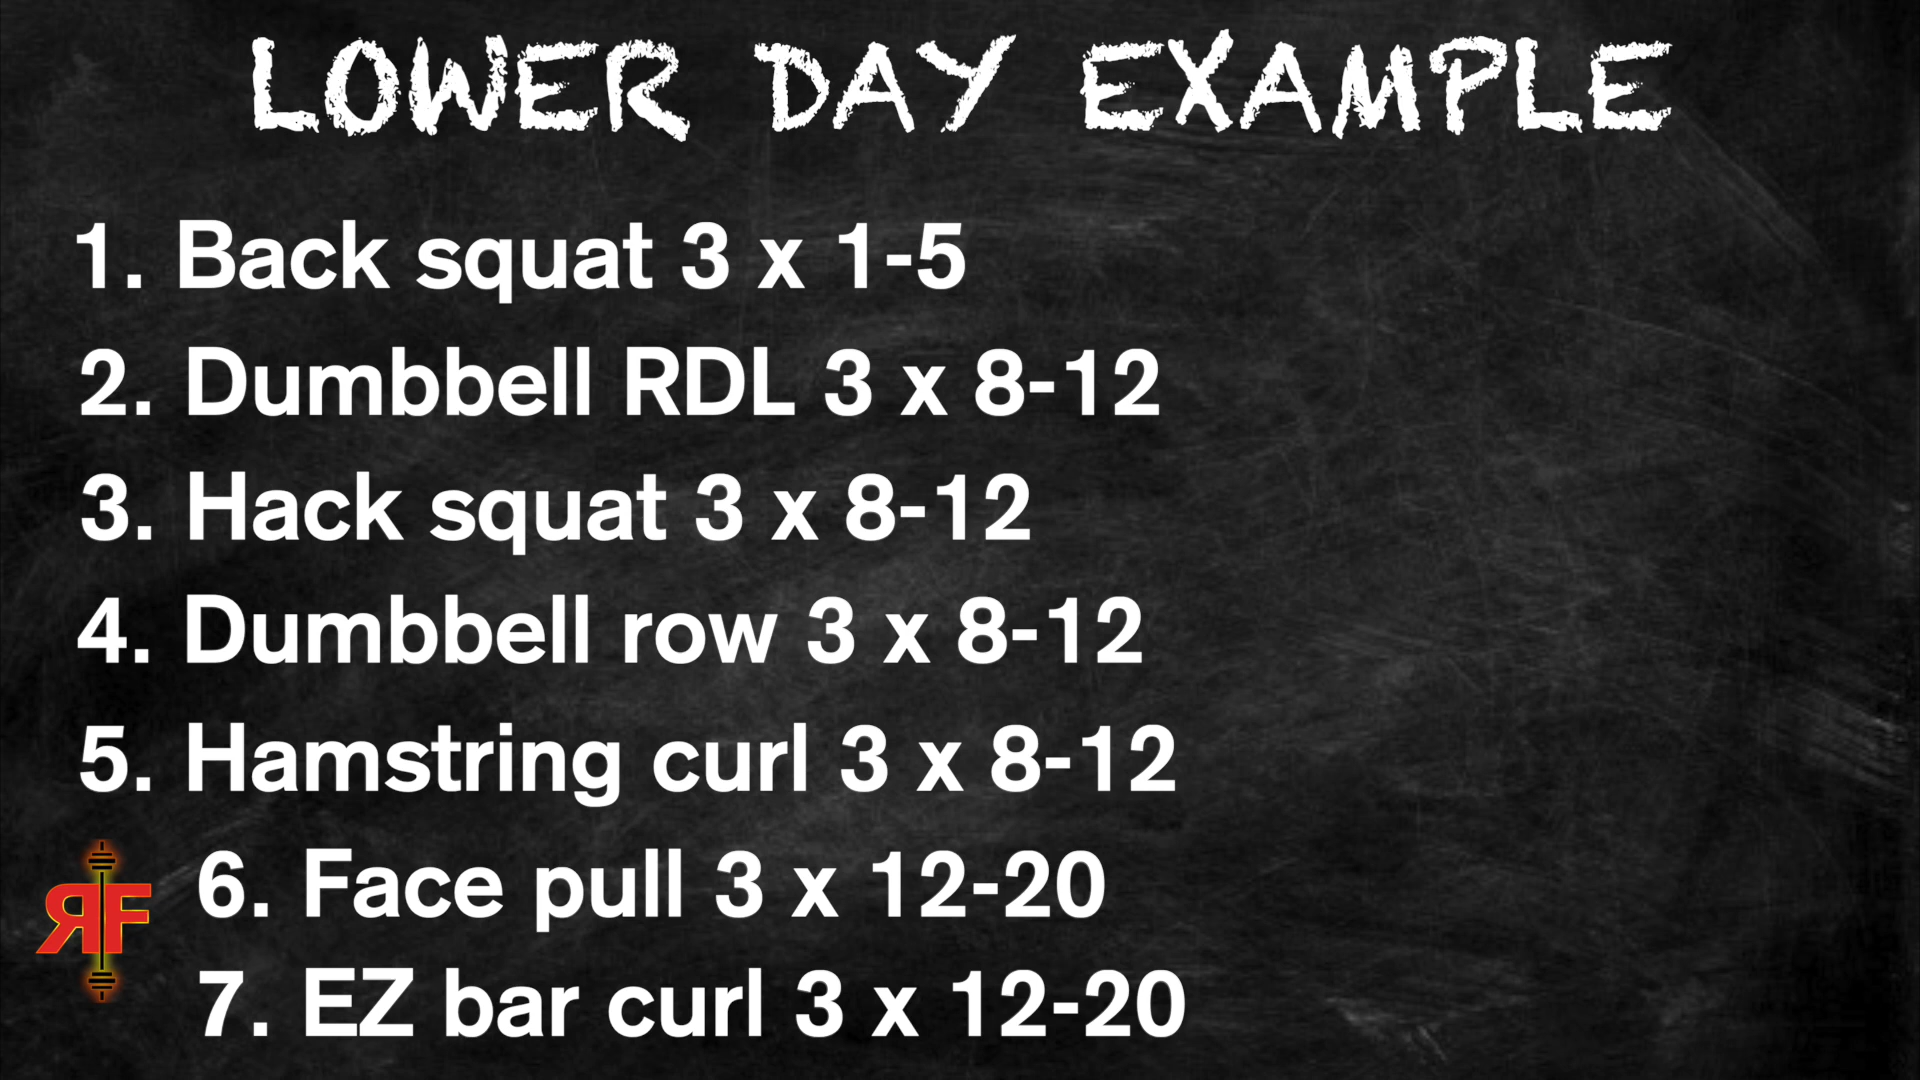 LOWER DAY EXAMPLE
1. Back squat 3 x 1-5
2. Dumbbell RDL 3 x 8-12
3. Hack squat 3 x 8-12
4. Dumbbell row 3 x 8-12
5. Hamstring curl 3 x 8-12
6. Face pull 3 x 12-20
RF
7. EZ bar curl 3 x 12-20